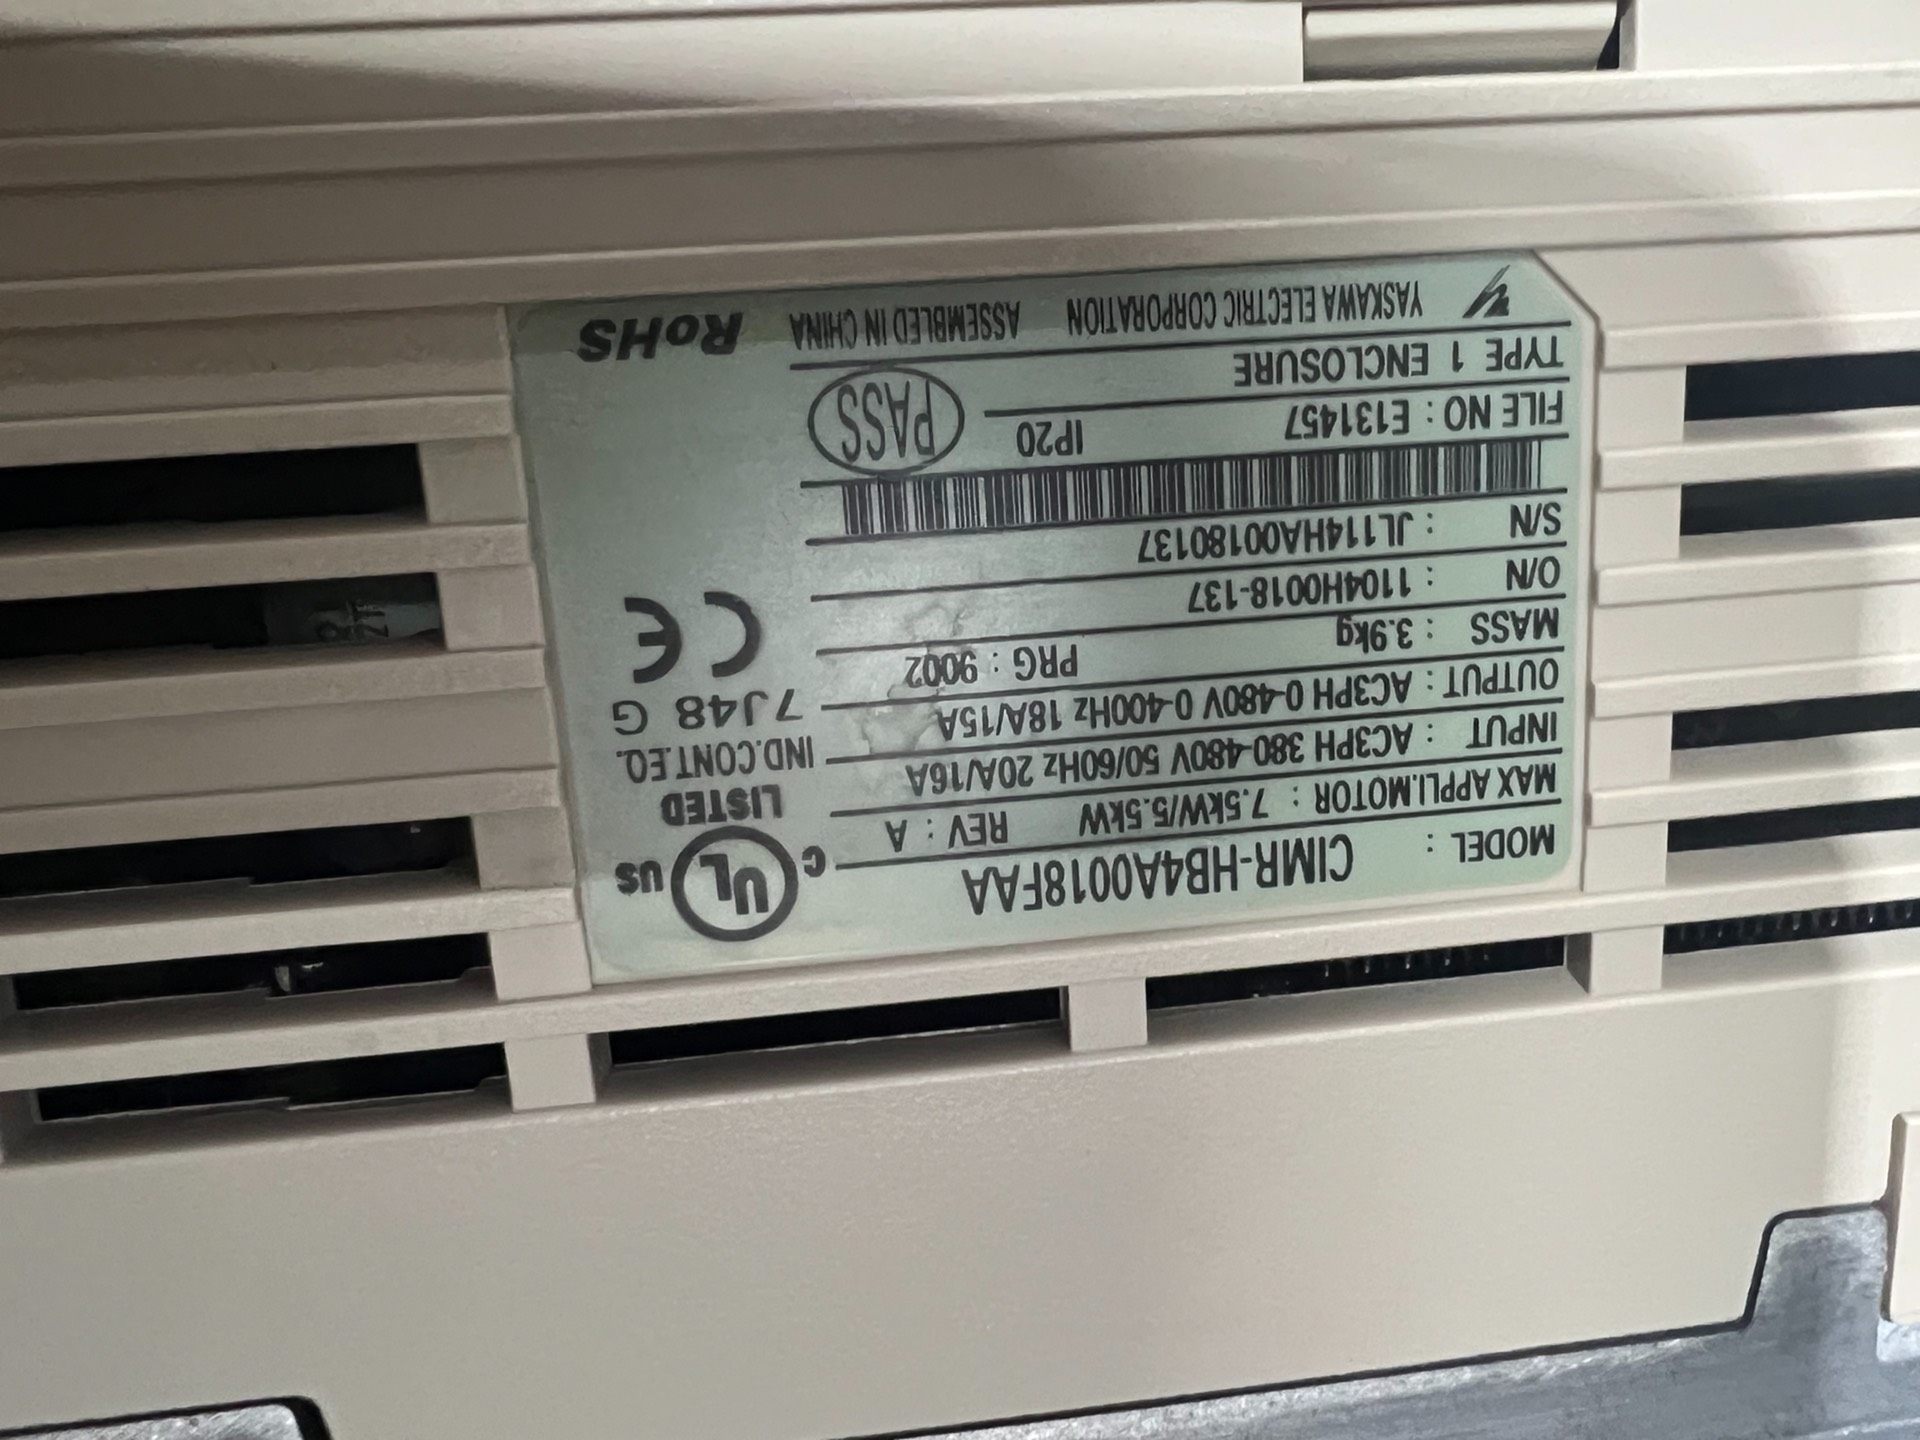 MODEL : CIMR-HB4A0018FAA
MAX APPLI.MOTOR : 7.5kW/5.5kW REV : A
INPUT : AC3PH 380-480V 50/60Hz 20A/16A
OUTPUT : AC3PH 0-480V 0-400Hz 18A/15A
MASS : 3.9kg PRG : 9002
O/N : 1104H0018-137
S/N : JL114HA00180137
FILE NO : E131457 IP20
TYPE 1 ENCLOSURE
YASKAWA ELECTRIC CORPORATION ASSEMBLED IN CHINA
C UL US
LISTED
IND.CONT.EQ.
7J48 G
CE
PASS
RoHS